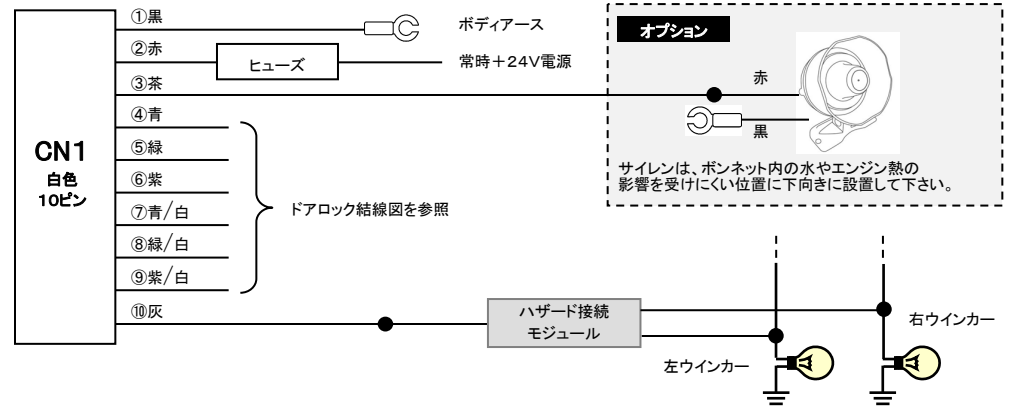 ①黒
ボディアース
②赤
ヒューズ
常時+24V電源
③茶
④青
⑤緑
⑥紫
⑦青/白
⑧緑/白
⑨紫/白
⑩灰
CN1
白色
10ピン
ドアロック結線図を参照
オプション
赤
黒
サイレンは、ボンネット内の水やエンジン熱の
影響を受けにくい位置に下向きに設置して下さい。
ハザード接続
モジュール
右ウインカー
左ウインカー